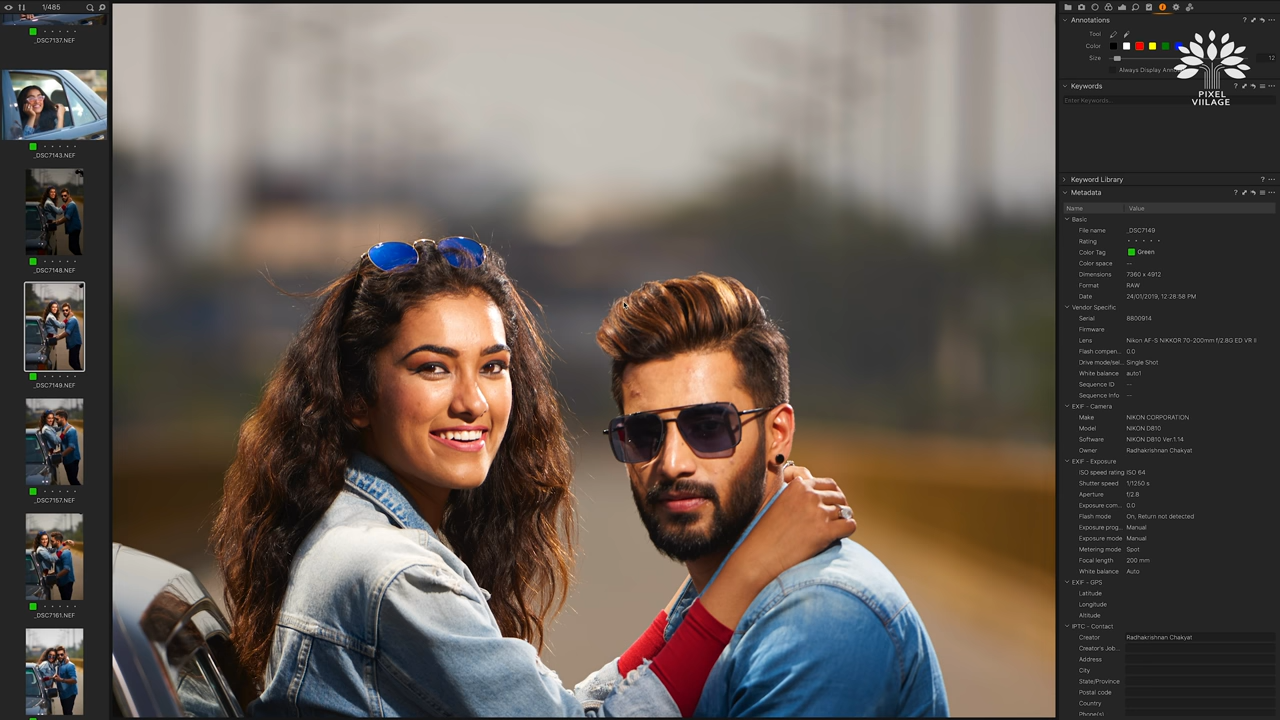 1/485
_DSC7137.NEF
_DSC7143.NEF
_DSC7148.NEF
_DSC7149.NEF
_DSC7157.NEF
_DSC7161.NEF
Annotations
Tool
Color
Size 12
Always Display Ann
PIXEL
VIILAGE
Keywords
Enter Keywords...
Keyword Library
Metadata
Name Value
Basic
File name _DSC7149
Rating
Color Tag Green
Color space ---
Dimensions 7360 x 4912
Format RAW
Date 24/01/2019, 12:28:58 PM
Vendor Specific
Serial 8800914
Firmware
Lens Nikon AF-S NIKKOR 70-200mm f/2.8G ED VR II
Flash compen... 0.0
Drive mode/sel... Single Shot
White balance auto1
Sequence ID ---
Sequence Info ---
EXIF - Camera
Make NIKON CORPORATION
Model NIKON D810
Software NIKON D810 Ver.1.14
Owner Radhakrishnan Chakyat
EXIF - Exposure
ISO speed rating ISO 64
Shutter speed 1/1250 s
Aperture f/2.8
Exposure com... 0.0
Flash mode On, Return not detected
Exposure prog... Manual
Exposure mode Manual
Metering mode Spot
Focal length 200 mm
White balance Auto
EXIF - GPS
Latitude
Longitude
Altitude
IPTC - Contact
Creator Radhakrishnan Chakyat
Creator's Job...
Address
City
State/Province
Postal code
Country
Phone(s)